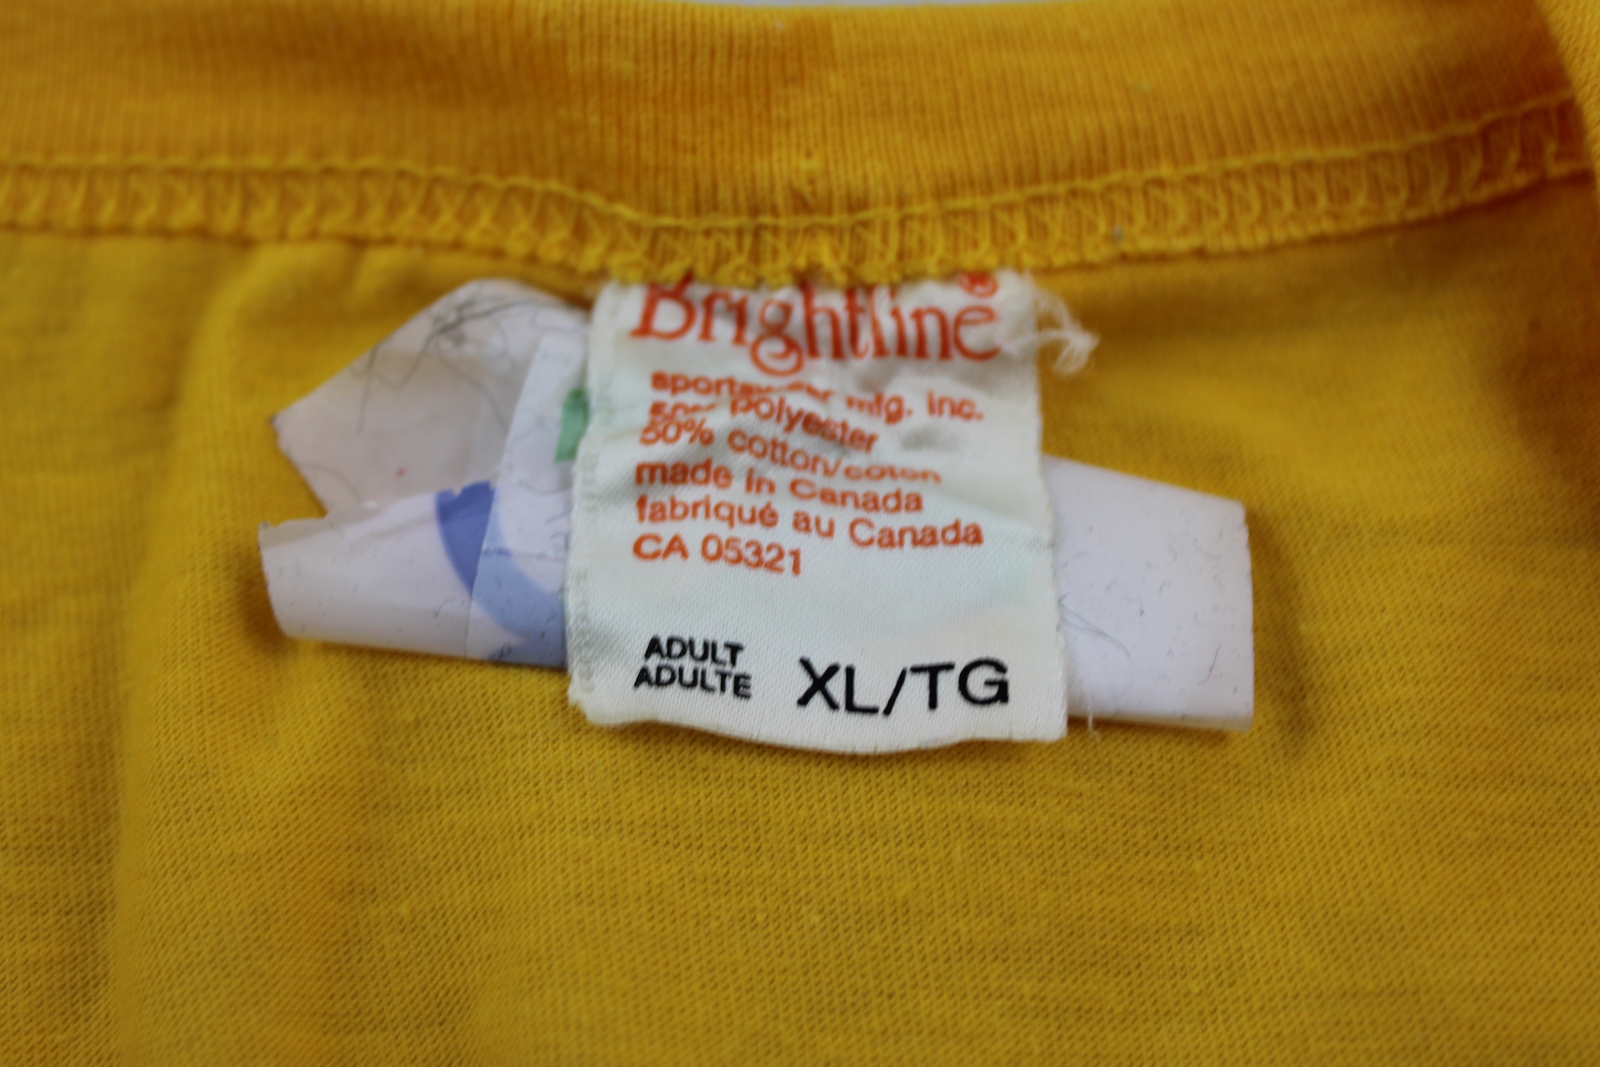 Brightline®
sportswear mfg. inc.
50% polyester
50% cotton/coton
made in Canada
fabriqué au Canada
CA 05321
ADULT
ADULTE
XL/TG